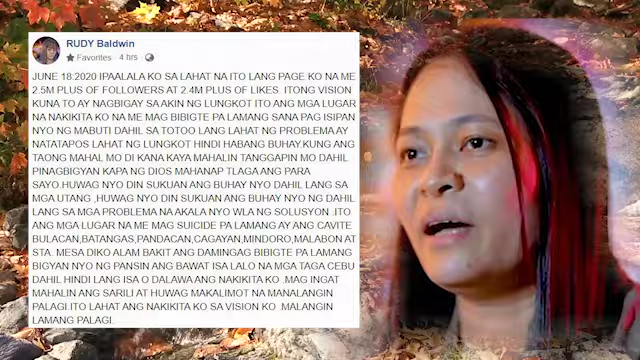 RUDY Baldwin
Favorites · 4 hrs ·
JUNE 18.2020 IPAALALA KO SA LAHAT NA ITO LANG PAGE KO NA ME
2.5M PLUS OF FOLLOWERS AT 2.4M PLUS OF LIKES. ITONG VISION
KUNA TO AY NAGBIGAY SA AKIN NG LUNGKOT ITO ANG MGA LUGAR
NA NAKIKITA KO NA ME MAG BIBIGTE PA LAMANG SANA PAG ISIPAN
NYO NG MABUTI DAHIL SA TOTOO LANG LAHAT NG PROBLEMA AY
NATATAPOS LAHAT NG LUNGKOT HINDI HABANG BUHAY.KUNG ANG
TAONG MAHAL MO DI KANA KAYA MAHALIN TANGGAPIN MO DAHIL
PINAGBIGYAN KAPA NG DIOS MAHANAP TLAGA ANG PARA
SAYO.HUWAG NYO DIN SUKUAN ANG BUHAY NYO DAHIL LANG SA
MGA UTANG ,HUWAG NYO DIN SUKUAN ANG BUHAY NYO NG DAHIL
LANG SA MGA PROBLEMA NA AKALA NYO WLA NG SOLUSYON .ITO
ANG MGA LUGAR NA ME MAG SUICIDE PA LAMANG AY ANG CAVITE
BULACAN,BATANGAS,PANDACAN,CAGAYAN,MINDORO,MALABON AT
STA. MESA DIKO ALAM BAKIT ANG DAMINGAG BIBIGTE PA LAMANG
BIGYAN NYO NG PANSIN ANG BAWAT ISA LALO NA MGA TAGA CEBU
DAHIL HINDI LANG ISA O DALAWA ANG NAKIKITA KO .MAG INGAT
MAHALIN ANG SARILI AT HUWAG MAKALIMOT NA MANALANGIN
PALAGI.ITO LAHAT ANG NAKIKITA KO SA VISION KO .MALANGIN
LAMANG PALAGI.